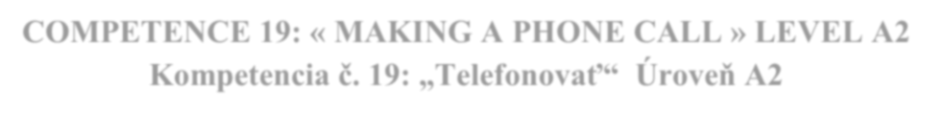 COMPETENCE 19: « MAKING A PHONE CALL » LEVEL A2
Kompetencia č. 19: „Telefonovať“ Úroveň A2